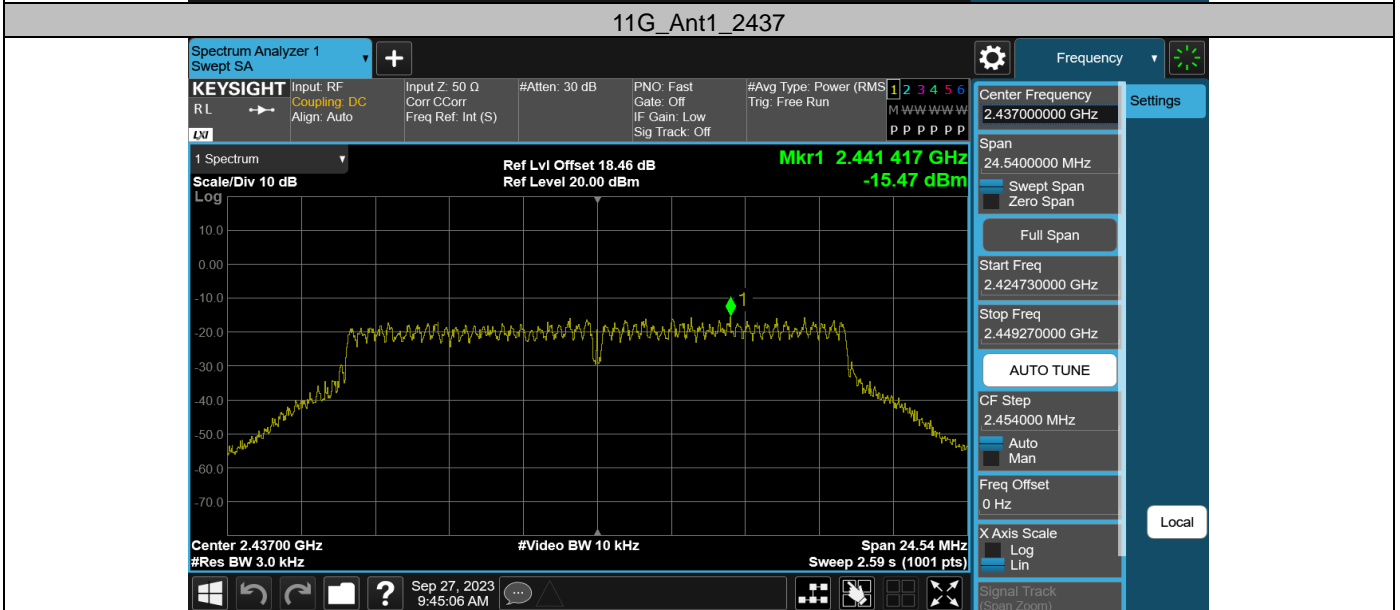 11G_Ant1_2437
Spectrum Analyzer 1
Swept SA
Frequency
KEYSIGHT
R L
LXI
Input: RF
Coupling: DC
Align: Auto
Input Z: 50 Ω
Corr CCorr
Freq Ref: Int (S)
#Atten: 30 dB
PNO: Fast
Gate: Off
IF Gain: Low
Sig Track: Off
#Avg Type: Power (RMS
Trig: Free Run
1 2 3 4 5 6
M W W W W W
P P P P P P
1 Spectrum
Scale/Div 10 dB
Log
Ref Lvl Offset 18.46 dB
Ref Level 20.00 dBm
Mkr1 2.441 417 GHz
-15.47 dBm
1
10.0
0.00
-10.0
-20.0
-30.0
-40.0
-50.0
-60.0
-70.0
Center 2.43700 GHz
#Res BW 3.0 kHz
#Video BW 10 kHz
Span 24.54 MHz
Sweep 2.59 s (1001 pts)
Center Frequency
2.437000000 GHz
Span
24.5400000 MHz
Swept Span
Zero Span
Full Span
Start Freq
2.424730000 GHz
Stop Freq
2.449270000 GHz
AUTO TUNE
CF Step
2.454000 MHz
Auto
Man
Freq Offset
0 Hz
X Axis Scale
Log
Lin
Signal Track
(Span Zoom)
Settings
Local
?
Sep 27, 2023
9:45:06 AM